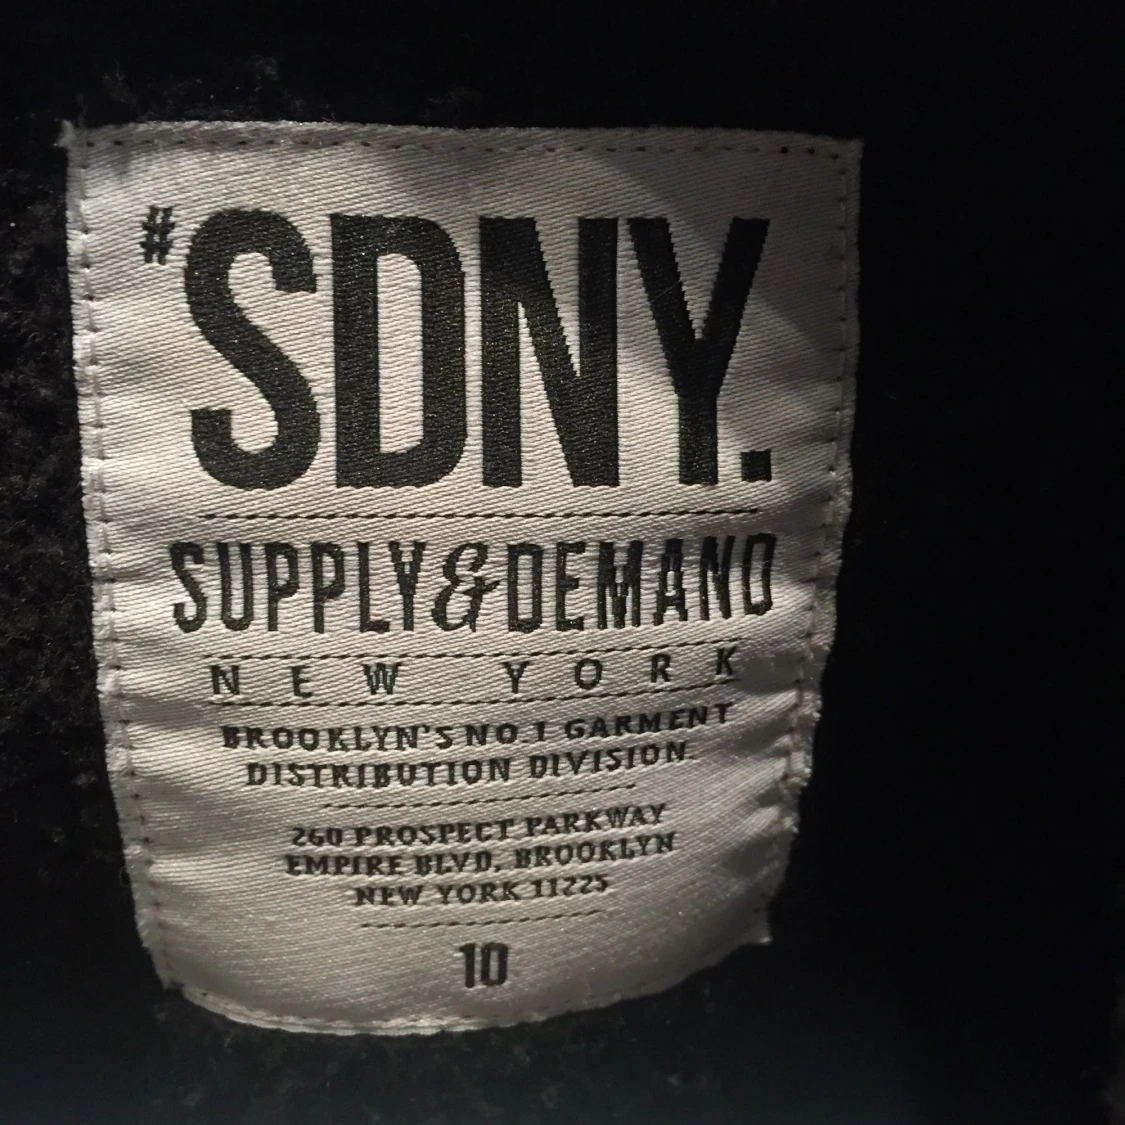 #SDNY.
SUPPLY&DEMAND
NEW YORK
BROOKLYN'S NO.1 GARMENT
DISTRIBUTION DIVISION.
260 PROSPECT PARKWAY
EMPIRE BLVD, BROOKLYN
NEW YORK 11225
10